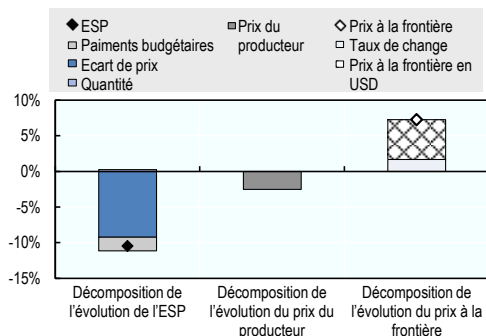 ESP
Paiments budgétaires
Ecart de prix
Quantité
Prix du
producteur
Prix à la frontière
Taux de change
Prix à la frontière en
USD
10%
5%
0%
-5%
-10%
-15%
Décomposition de
l'évolution de l'ESP
Décomposition de
l'évolution du prix du
producteur
Décomposition de
l'évolution du prix à la
frontière